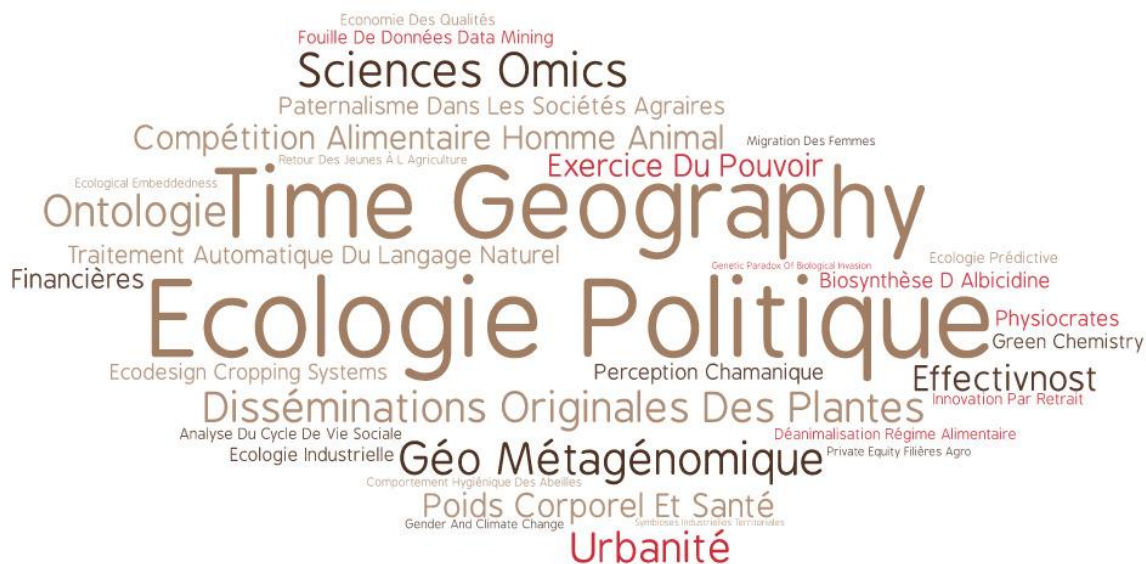 Economie Des Qualités
Fouille De Données Data Mining
Sciences Omics
Paternalisme Dans Les Sociétés Agraires
Compétition Alimentaire Homme Animal
Migration Des Femmes
Retour Des Jeunes À L Agriculture
Exercice Du Pouvoir
Ecological Embeddedness
Time Geography
Ontologie
Traitement Automatique Du Langage Naturel
Ecologie Prédictive
Genetic Paradox Of Biological Invasion
Financières
Biosynthèse D Albicidine
Ecologie Politique
Physiocrates
Green Chemistry
Ecodesign Cropping Systems
Perception Chamanique
Effectivnost
Innovation Par Retrait
Disséminations Originales Des Plantes
Analyse Du Cycle De Vie Sociale
Déanimalisation Régime Alimentaire
Ecologie Industrielle
Géo Métagénomique
Private Equity Filières Agro
Comportement Hygiénique Des Abeilles
Poids Corporel Et Santé
Gender And Climate Change
Symbioses Industrielles Territoriales
Urbanité